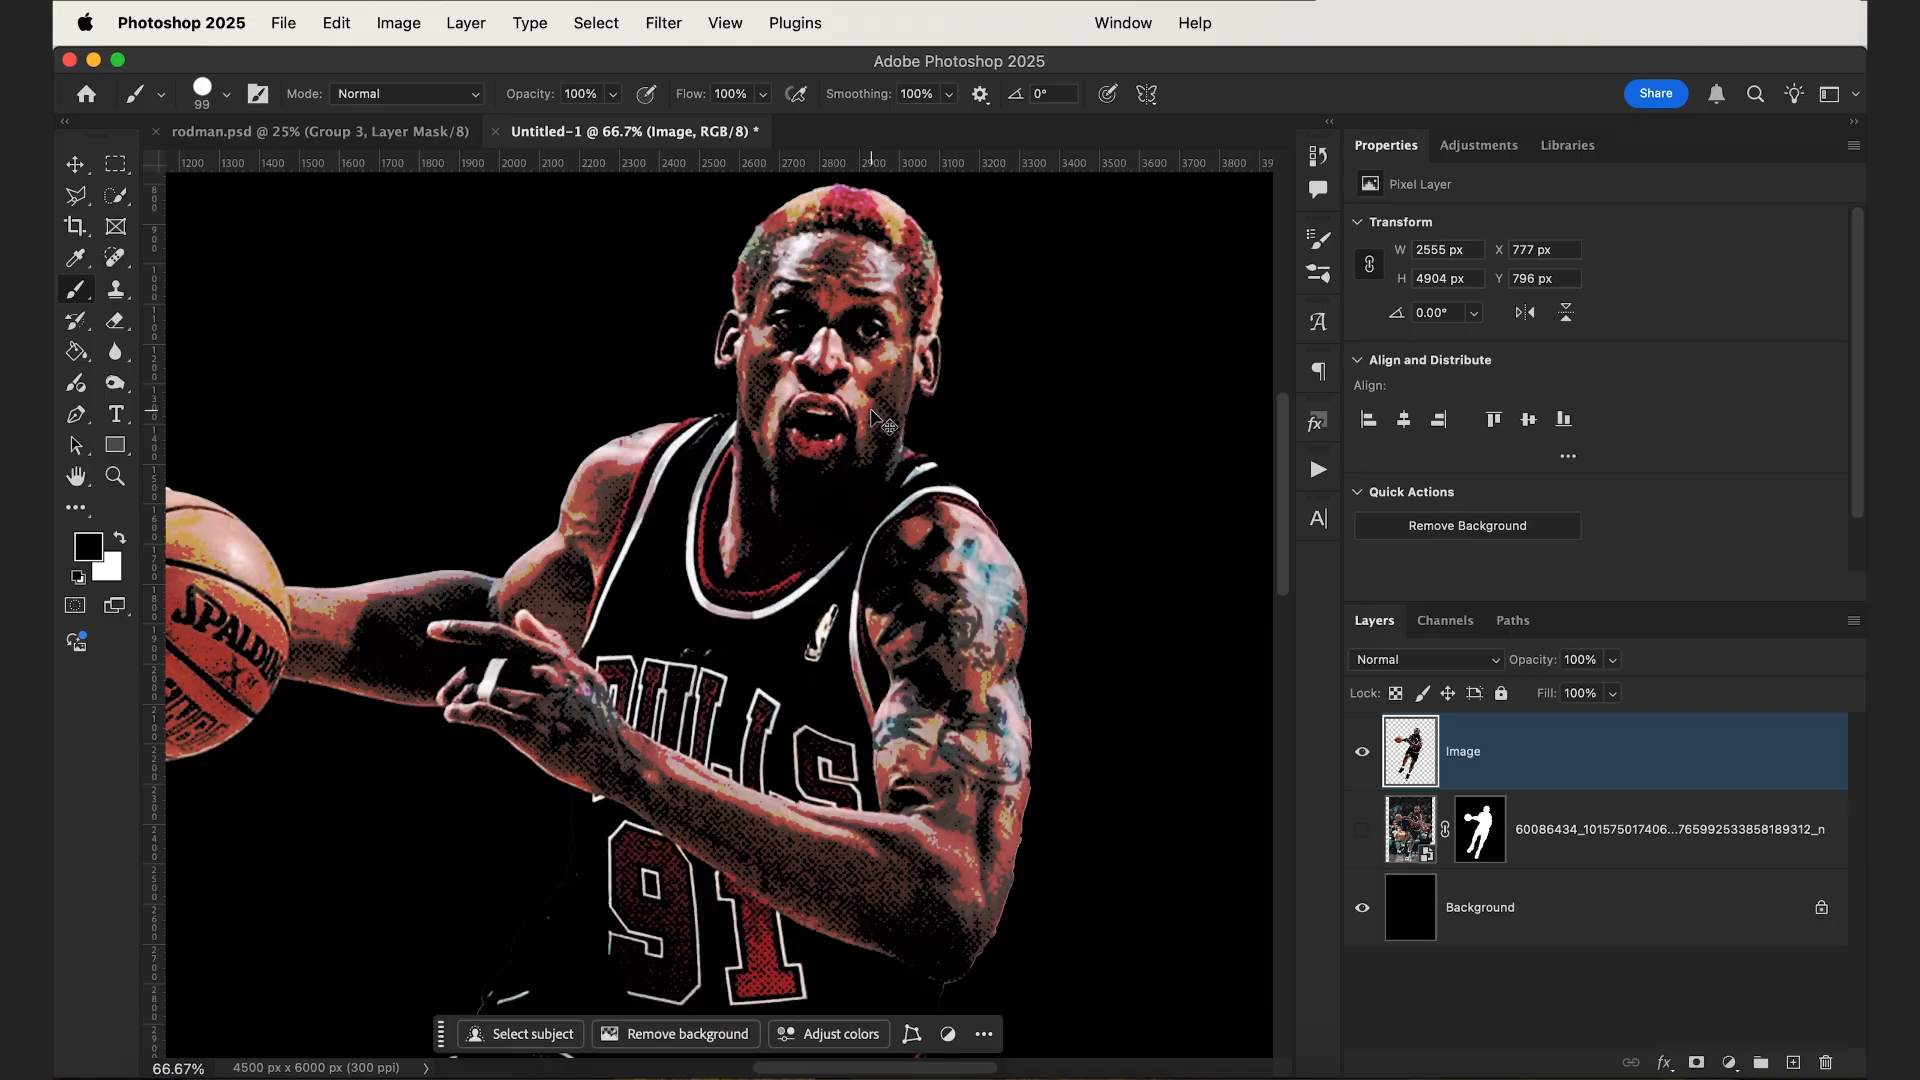 Photoshop 2025 File Edit Image Layer Type Select Filter View Plugins Window Help
Adobe Photoshop 2025
99 Mode: Normal Opacity: 100% Flow: 100% Smoothing: 100% 0° Share
rodman.psd @ 25% (Group 3, Layer Mask/8) Untitled-1 @ 66.7% (Image, RGB/8) *
1200 1300 1400 1500 1600 1700 1800 1900 2000 2100 2200 2300 2400 2500 2600 2700 2800 2900 3000 3100 3200 3300 3400 3500 3600 3700 3800 39
Properties Adjustments Libraries
Pixel Layer
Transform
W 2555 px X 777 px
H 4904 px Y 796 px
0.00°
Align and Distribute
Align:
Quick Actions
Remove Background
SPALDING
BULLS
91
Layers Channels Paths
Normal Opacity: 100%
Lock: Fill: 100%
Image
60086434_101575017406...765992533858189312_n
Background
Select subject Remove background Adjust colors
66.67% 4500 px x 6000 px (300 ppi)